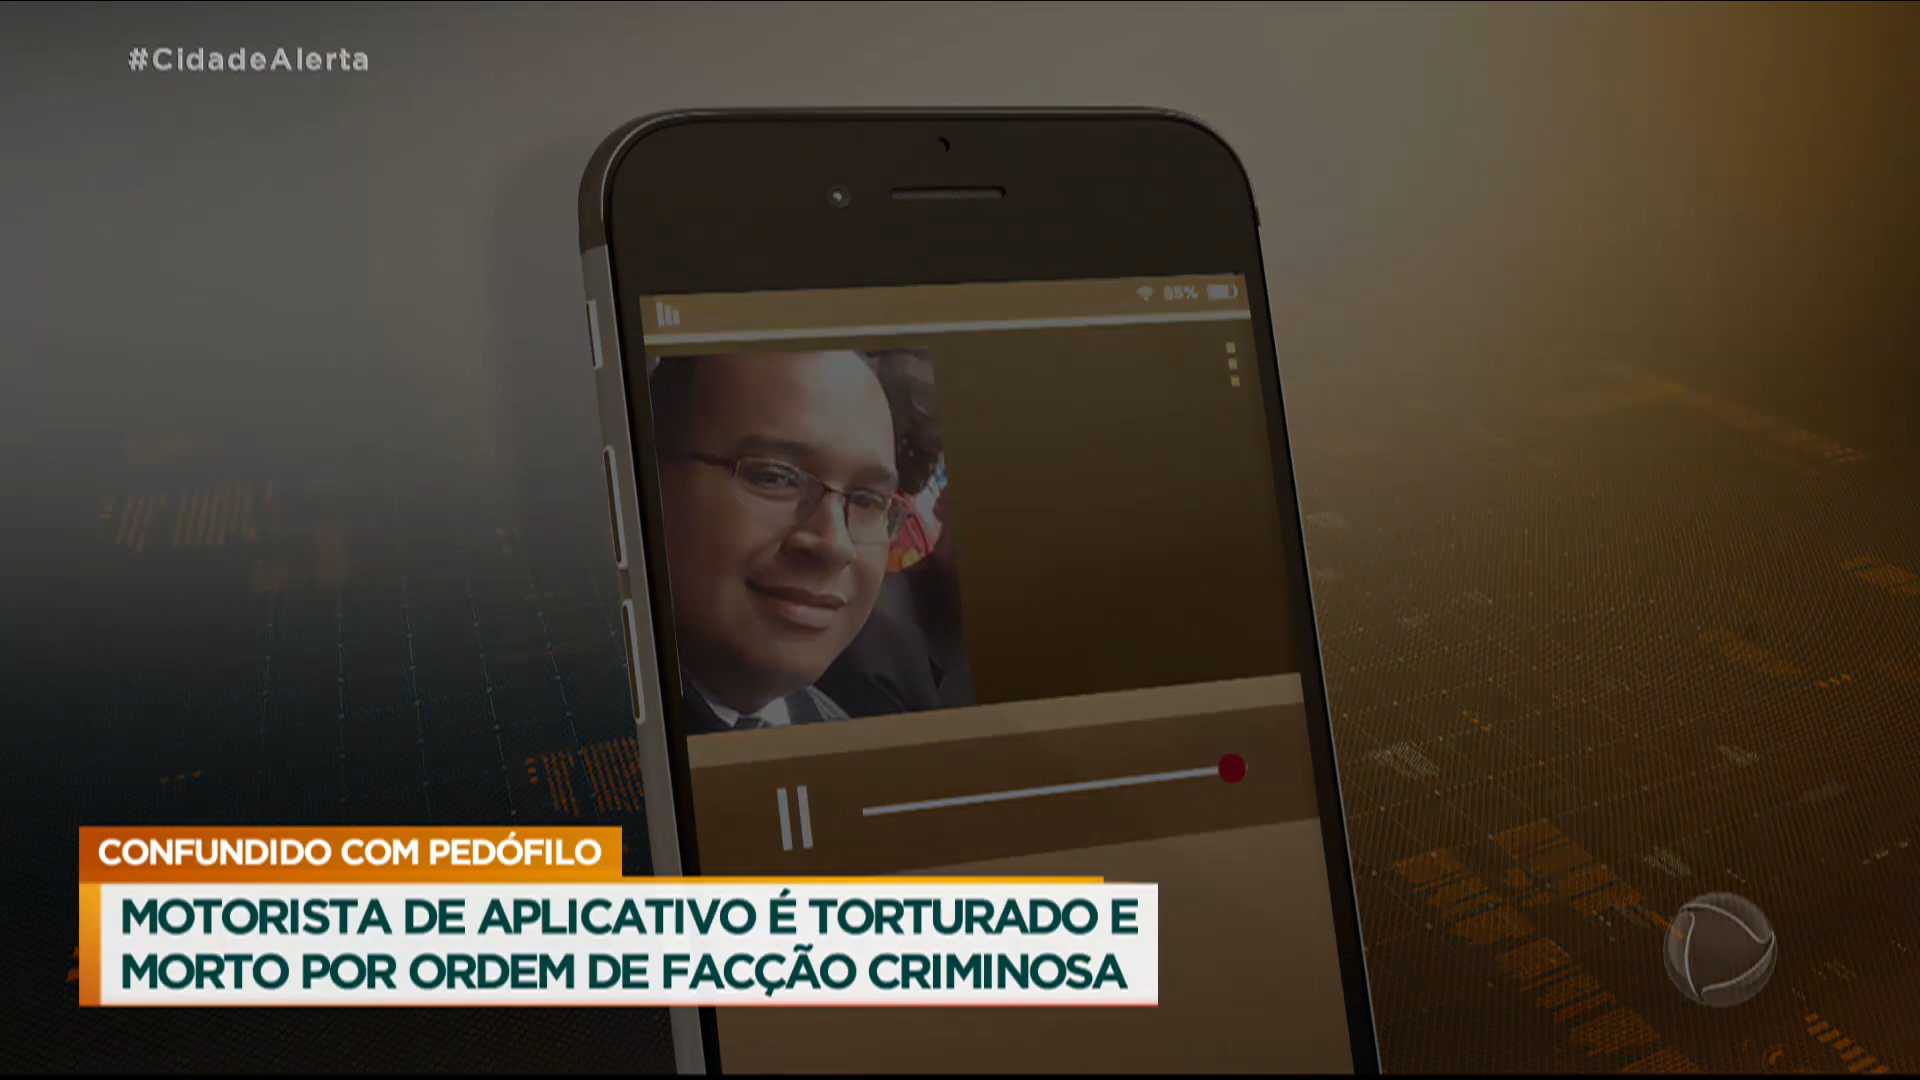 #CidadeAlerta
85%
CONFUNDIDO COM PEDÓFILO
MOTORISTA DE APLICATIVO É TORTURADO E
MORTO POR ORDEM DE FACÇÃO CRIMINOSA